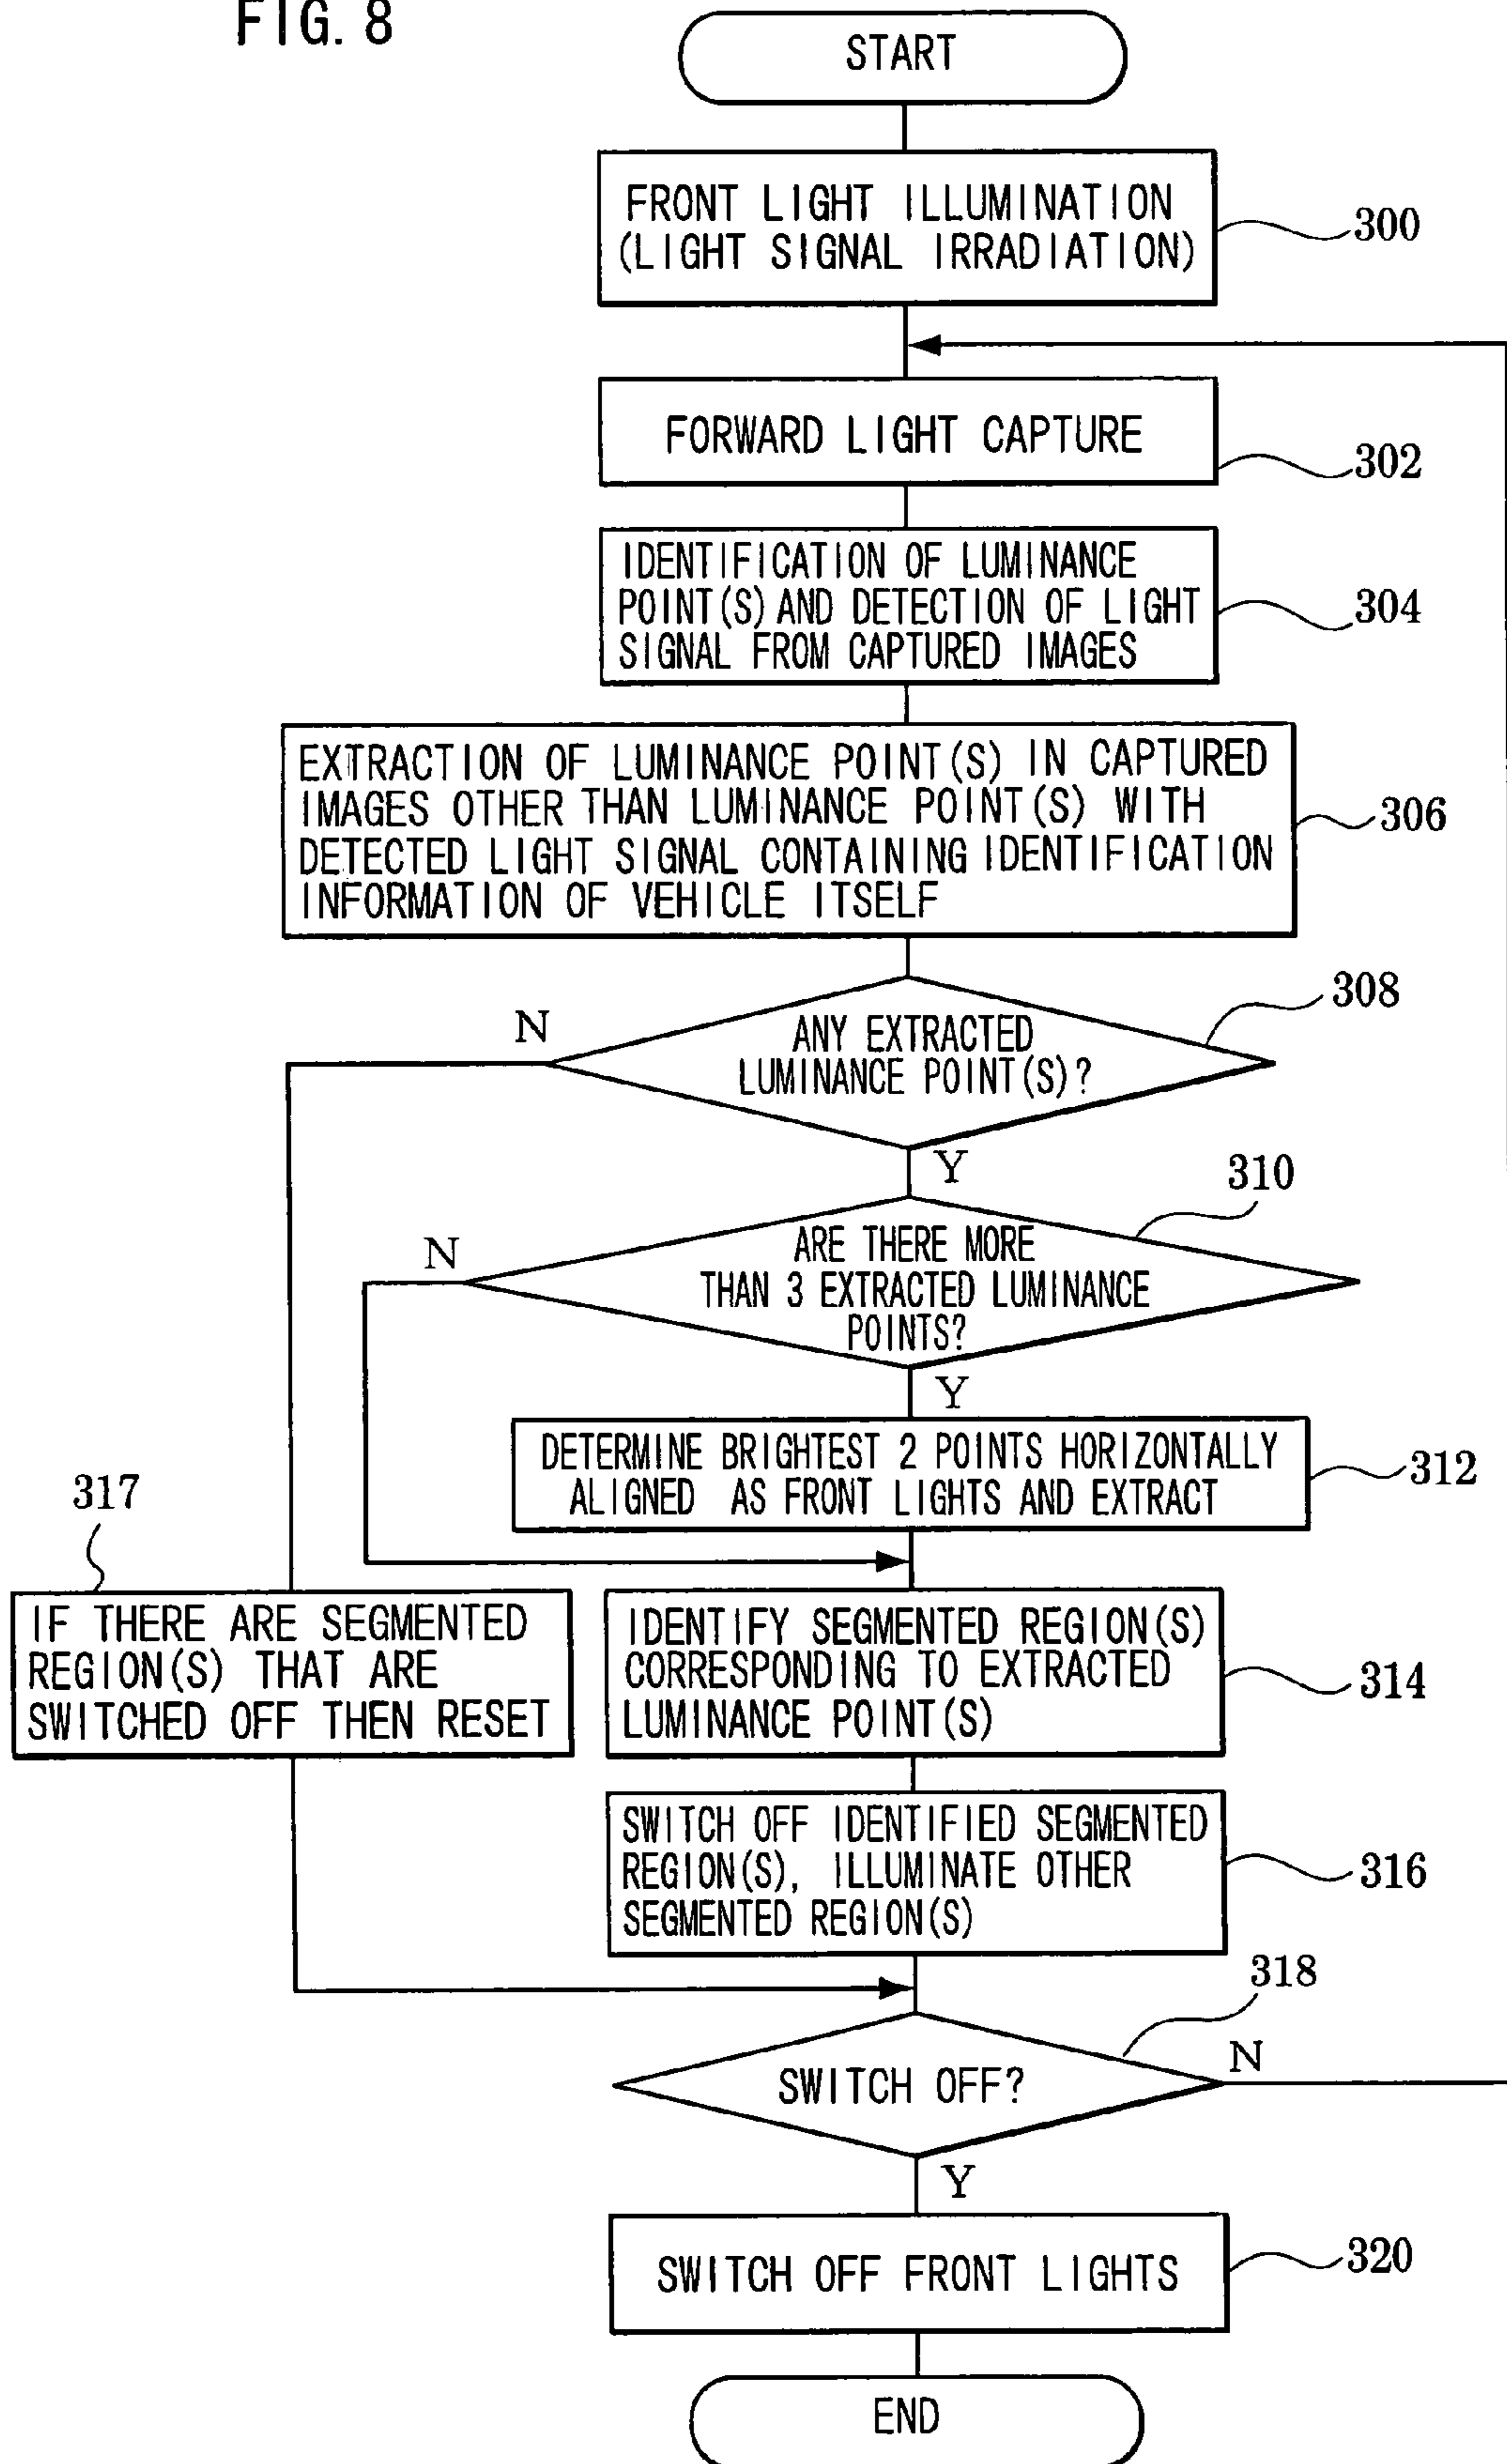 FIG. 8
START
FRONT LIGHT ILLUMINATION
(LIGHT SIGNAL IRRADIATION)
300
FORWARD LIGHT CAPTURE
302
IDENTIFICATION OF LUMINANCE
POINT(S) AND DETECTION OF LIGHT
SIGNAL FROM CAPTURED IMAGES
304
EXTRACTION OF LUMINANCE POINT(S) IN CAPTURED
IMAGES OTHER THAN LUMINANCE POINT(S) WITH
DETECTED LIGHT SIGNAL CONTAINING IDENTIFICATION
INFORMATION OF VEHICLE ITSELF
306
308
N
ANY EXTRACTED
LUMINANCE POINT(S)?
Y
310
N
ARE THERE MORE
THAN 3 EXTRACTED LUMINANCE
POINTS?
Y
DETERMINE BRIGHTEST 2 POINTS HORIZONTALLY
ALIGNED AS FRONT LIGHTS AND EXTRACT
312
317
IF THERE ARE SEGMENTED
REGION(S) THAT ARE
SWITCHED OFF THEN RESET
IDENTIFY SEGMENTED REGION(S)
CORRESPONDING TO EXTRACTED
LUMINANCE POINT(S)
314
SWITCH OFF IDENTIFIED SEGMENTED
REGION(S), ILLUMINATE OTHER
SEGMENTED REGION(S)
316
318
SWITCH OFF?
N
Y
SWITCH OFF FRONT LIGHTS
320
END